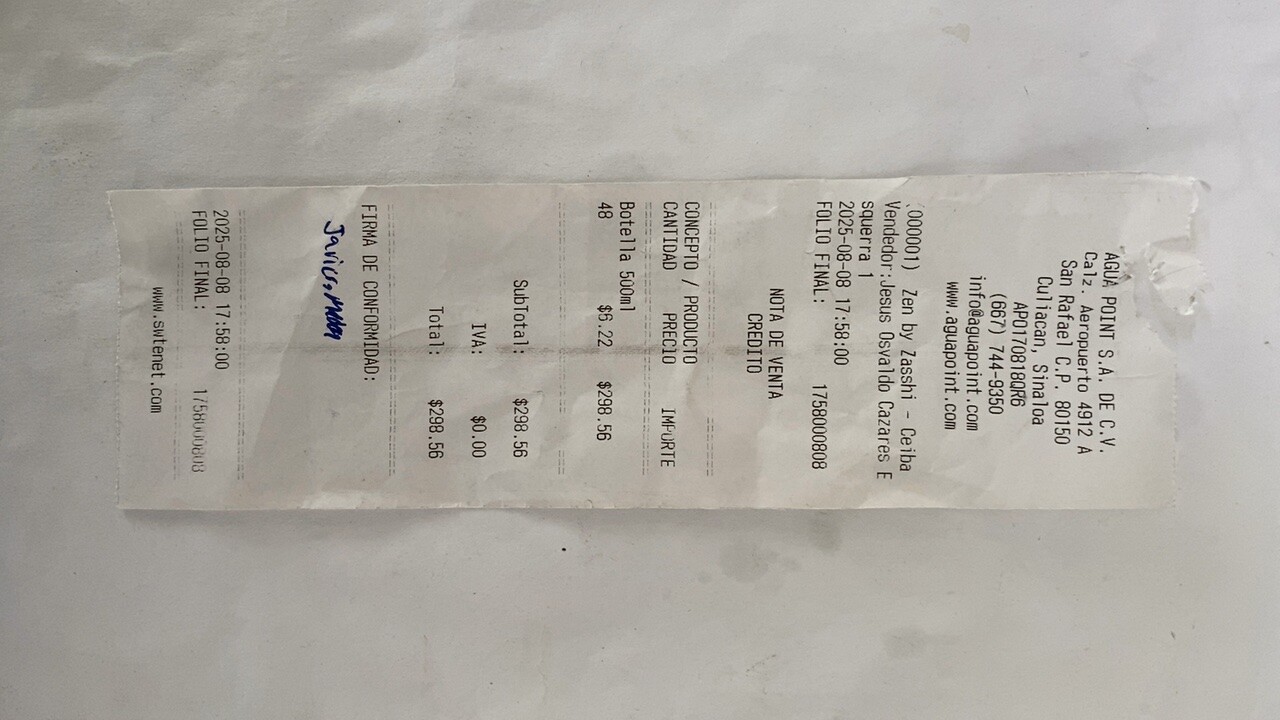 AGUA POINT S.A. DE C.V.
Calz. Aeropuerto 4912 A
San Rafael C.P. 80150
Culiacan, Sinaloa
APO170818QR6
(667) 744-9350
info@aguapoint.com
www.aguapoint.com
.000001) Zen by Zasshi - Ceiba
Vendedor:Jesus Osvaldo Cazares E
squerra 1
2025-08-08 17:58:00
FOLIO FINAL: 1758000808
NOTA DE VENTA
CREDITO
CONCEPTO / PRODUCTO
CANTIDAD PRECIO IMPORTE
Botella 500ml
48 $6.22 $298.56
SubTotal: $298.56
IVA: $0.00
Total: $298.56
FIRMA DE CONFORMIDAD:
2025-08-08 17:58:00
FOLIO FINAL: 1758000808
www.swtenet.com